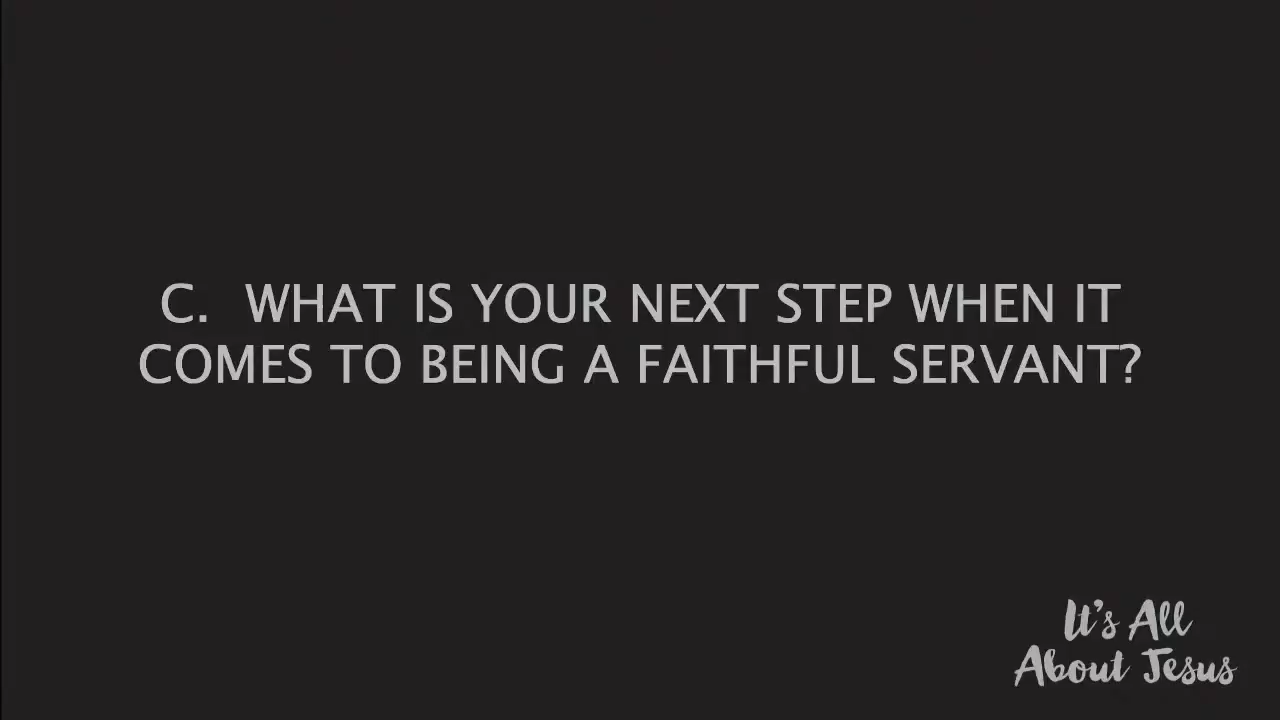 C. WHAT IS YOUR NEXT STEP WHEN IT
COMES TO BEING A FAITHFUL SERVANT?
It's All
About Jesus